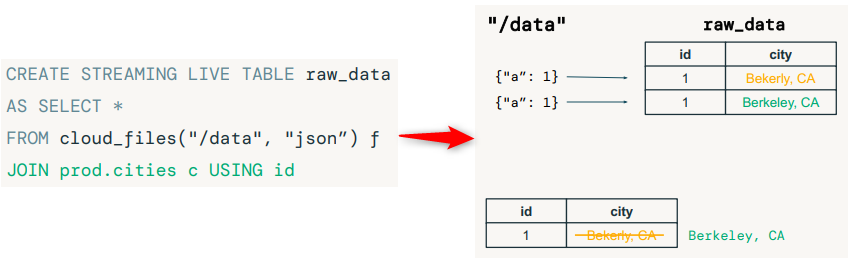 CREATE STREAMING LIVE TABLE raw_data
AS SELECT *
FROM cloud_files("/data", "json”) f
JOIN prod.cities c USING id
"/data"
raw_data
id city
{"a”: 1} 1 Bekerly, CA
{"a”: 1} 1 Berkeley, CA
id city
1 Bekerly, CA Berkeley, CA